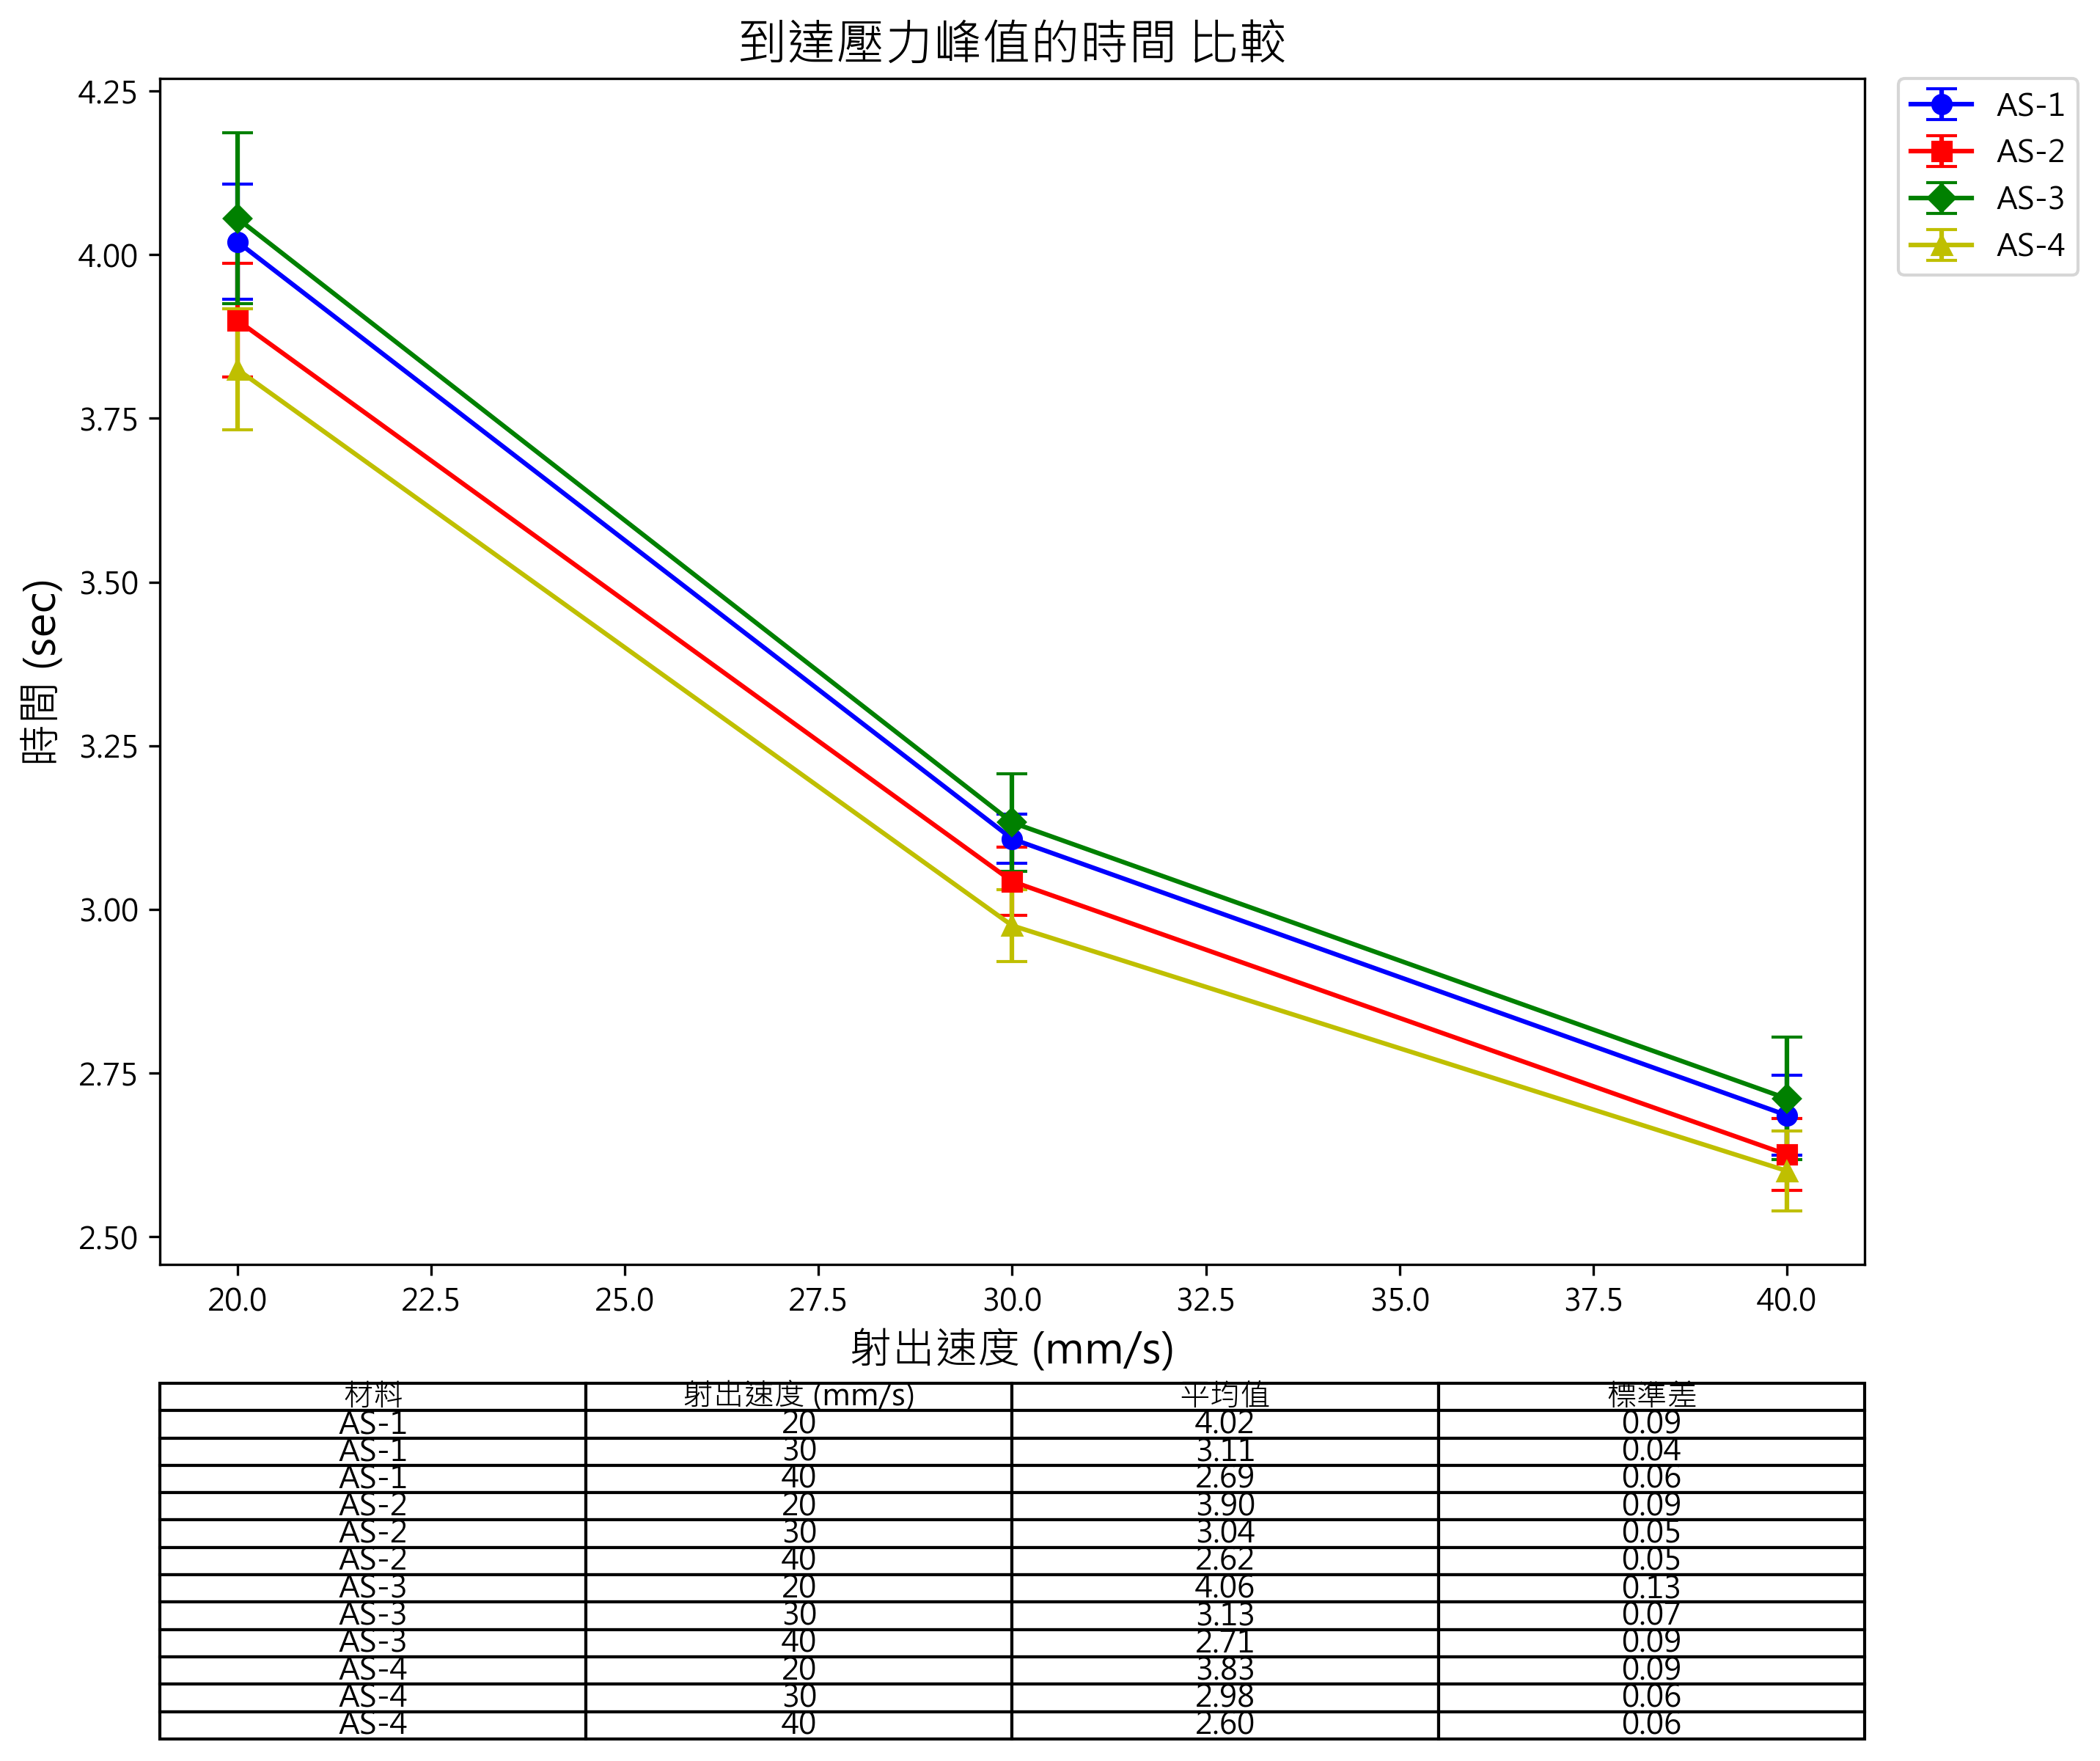 到達壓力峰值的時間 比較
4.25
4.00
3.75
3.50
3.25
3.00
2.75
2.50
時間 (sec)
AS-1
AS-2
AS-3
AS-4
20.0 22.5 25.0 27.5 30.0 32.5 35.0 37.5 40.0
射出速度 (mm/s)
材料 射出速度 (mm/s) 平均值 標準差
AS-1 20 4.02 0.09
AS-1 30 3.11 0.04
AS-1 40 2.69 0.06
AS-2 20 3.90 0.09
AS-2 30 3.04 0.05
AS-2 40 2.62 0.05
AS-3 20 4.06 0.13
AS-3 30 3.13 0.07
AS-3 40 2.71 0.09
AS-4 20 3.83 0.09
AS-4 30 2.98 0.06
AS-4 40 2.60 0.06